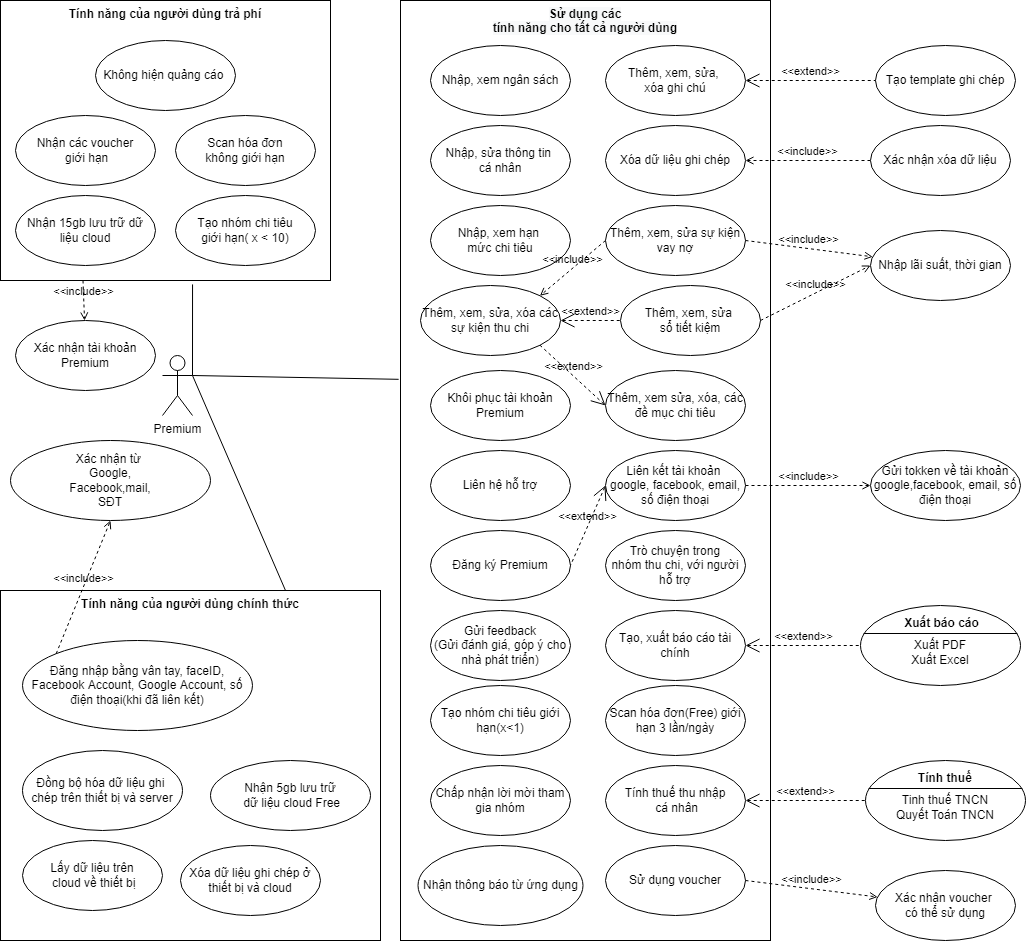 Tính năng của người dùng trả phí
Không hiện quảng cáo
Nhận các voucher
giới hạn
Scan hóa đơn
không giới hạn
Nhận 15gb lưu trữ dữ
liệu cloud
Tạo nhóm chi tiêu
giới hạn( x < 10)
<<include>>
Xác nhận tài khoản
Premium
Premium
Xác nhận từ
Google,
Facebook,mail,
SĐT
<<include>>
Tính năng của người dùng chính thức
Đăng nhập bằng vân tay, faceID,
Facebook Account, Google Account, số
điện thoại(khi đã liên kết)
Đồng bộ hóa dữ liệu ghi
chép trên thiết bị và server
Nhận 5gb lưu trữ
dữ liệu cloud Free
Lấy dữ liệu trên
cloud về thiết bị
Xóa dữ liệu ghi chép ở
thiết bị và cloud
Sử dụng các
tính năng cho tất cả người dùng
Nhập, xem ngân sách
Thêm, xem, sửa,
xóa ghi chú
<<extend>>
Tạo template ghi chép
Nhập, sửa thông tin
cá nhân
Xóa dữ liệu ghi chép
<<include>>
Xác nhận xóa dữ liệu
Nhập, xem hạn
mức chi tiêu
Thêm, xem, sửa sự kiện
vay nợ
<<include>>
<<include>>
Nhập lãi suất, thời gian
<<include>>
Thêm, xem, sửa, xóa các
sự kiện thu chi
<<extend>>
Thêm, xem, sửa
sổ tiết kiệm
<<extend>>
Khôi phục tài khoản
Premium
Thêm, xem sửa, xóa, các
đề mục chi tiêu
Liên hệ hỗ trợ
Liên kết tài khoản
google, facebook, email,
số điện thoại
<<include>>
Gửi tokken về tài khoản
google,facebook, email, số
điện thoại
<<extend>>
Đăng ký Premium
Trò chuyện trong
nhóm thu chi, với người
hỗ trợ
Gửi feedback
(Gửi đánh giá, góp ý cho
nhà phát triển)
Tạo, xuất báo cáo tài
chính
<<extend>>
Xuất báo cáo
Xuất PDF
Xuất Excel
Tạo nhóm chi tiêu giới
hạn(x<1)
Scan hóa đơn(Free) giới
hạn 3 lần/ngày
Chấp nhận lời mời tham
gia nhóm
Tính thuế thu nhập
cá nhân
<<extend>>
Tính thuế
Tinh thuế TNCN
Quyết Toán TNCN
Nhận thông báo từ ứng dụng
Sử dụng voucher
<<include>>
Xác nhận voucher
có thể sử dụng